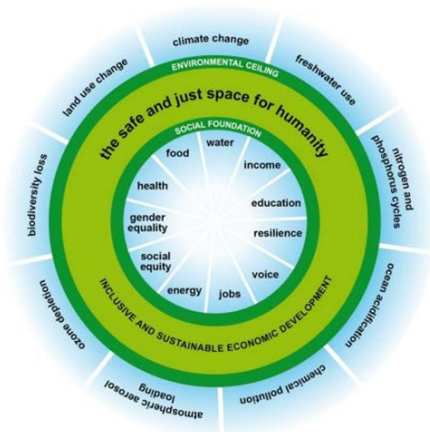 climate change
freshwater use
nitrogen and
phosphorus cycles
ocean acidification
chemical pollution
atmospheric aerosol
loading
ozone depletion
biodiversity loss
land use change
ENVIRONMENTAL CEILING
the safe and just space for humanity
SOCIAL FOUNDATION
water
income
education
resilience
voice
jobs
energy
social
equity
gender
equality
health
food
INCLUSIVE AND SUSTAINABLE ECONOMIC DEVELOPMENT